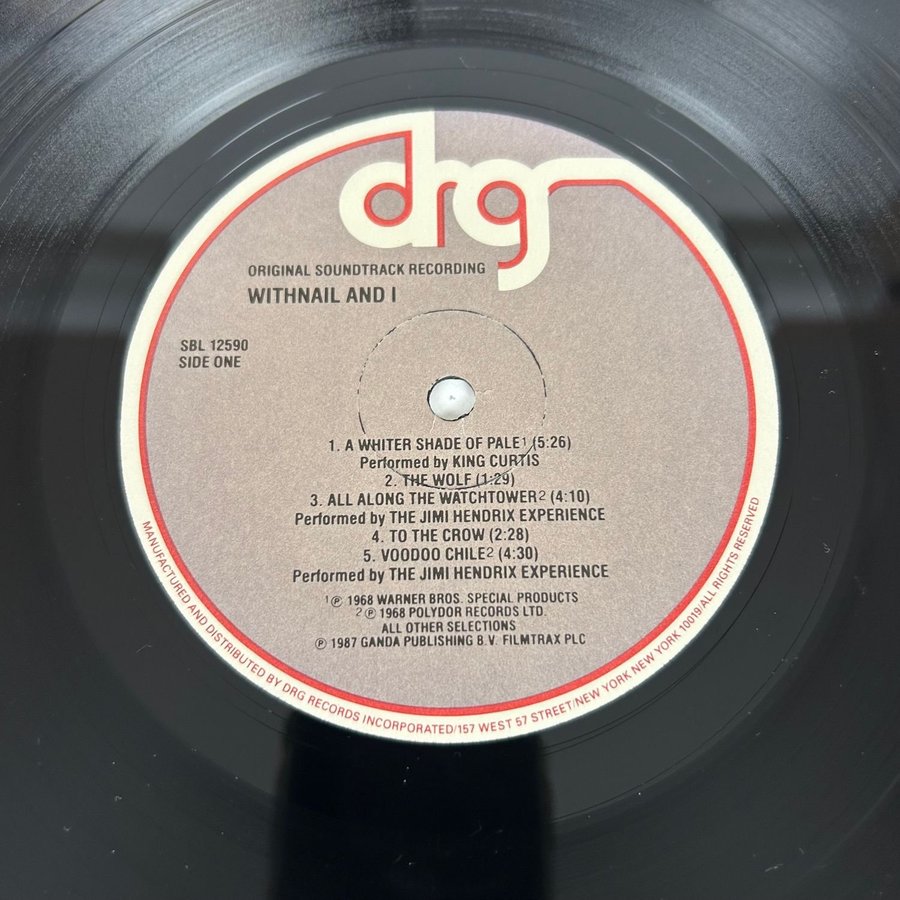 drg
ORIGINAL SOUNDTRACK RECORDING
WITHNAIL AND I
SBL 12590
SIDE ONE
1. A WHITER SHADE OF PALE¹ (5:26)
Performed by KING CURTIS
2. THE WOLF (1:29)
3. ALL ALONG THE WATCHTOWER² (4:10)
Performed by THE JIMI HENDRIX EXPERIENCE
4. TO THE CROW (2:28)
5. VOODOO CHILE² (4:30)
Performed by THE JIMI HENDRIX EXPERIENCE
¹℗ 1968 WARNER BROS. SPECIAL PRODUCTS
²℗ 1968 POLYDOR RECORDS LTD.
ALL OTHER SELECTIONS
℗ 1987 GANDA PUBLISHING B.V. FILMTRAX PLC
MANUFACTURED AND DISTRIBUTED BY DRG RECORDS INCORPORATED/157 WEST 57 STREET/NEW YORK NEW YORK 10019/ALL RIGHTS RESERVED